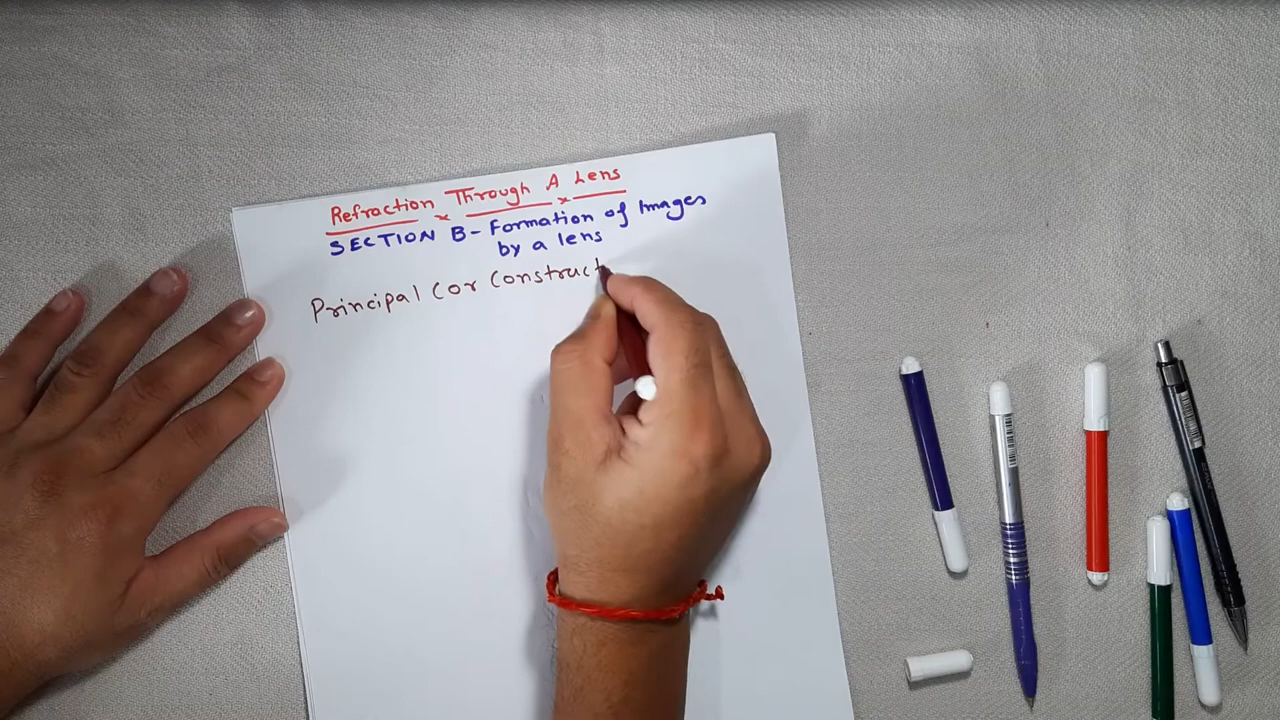 Refraction Through A Lens
SECTION B - Formation of Images
by a lens
Principal (or Construct